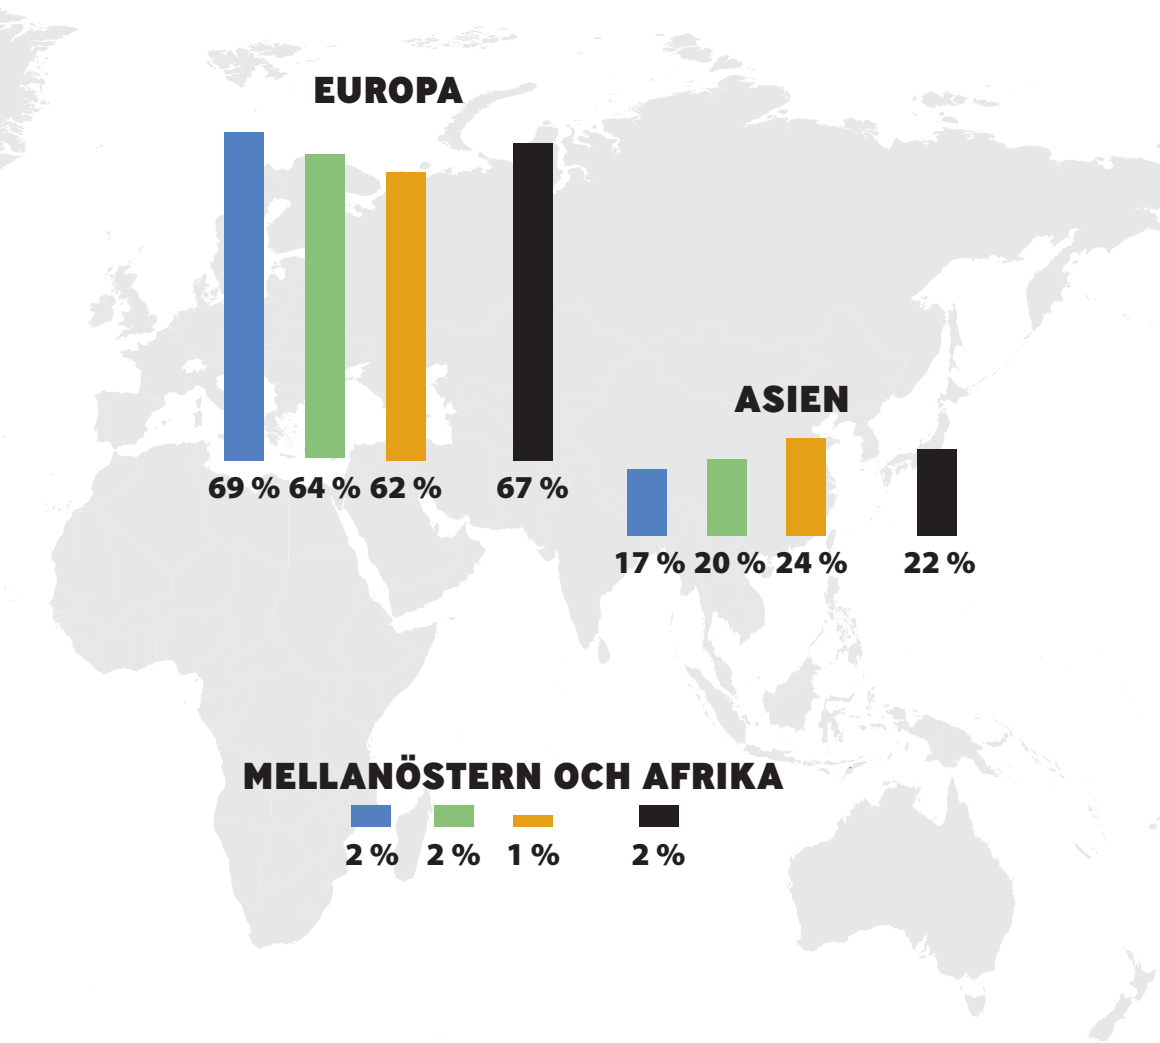 EUROPA
69 % 64 % 62 % 67 %
ASIEN
17 % 20 % 24 % 22 %
MELLANÖSTERN OCH AFRIKA
2 % 2 % 1 % 2 %